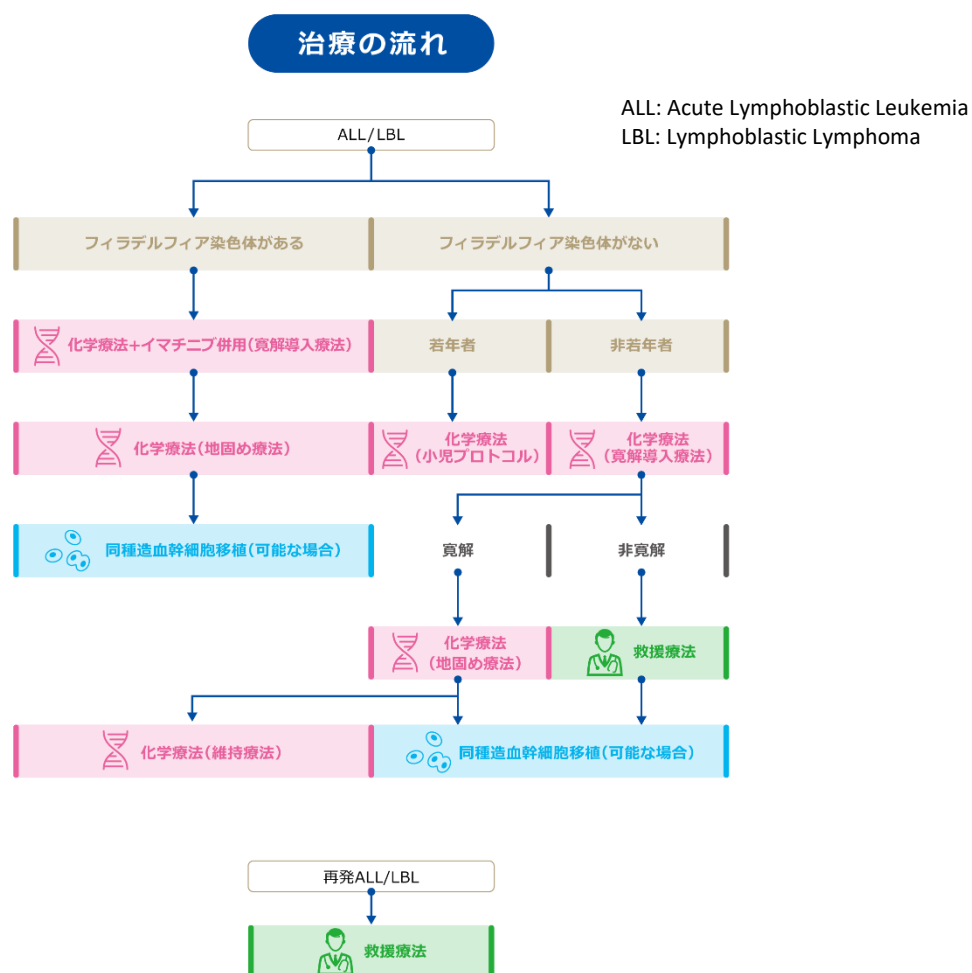 治療の流れ
ALL: Acute Lymphoblastic Leukemia
LBL: Lymphoblastic Lymphoma
ALL/LBL
フィラデルフィア染色体がある
フィラデルフィア染色体がない
化学療法+イマチニブ併用(寛解導入療法)
若年者
非若年者
化学療法(地固め療法)
化学療法
(小児プロトコル)
化学療法
(寛解導入療法)
同種造血幹細胞移植(可能な場合)
寛解
非寛解
化学療法
(地固め療法)
救援療法
化学療法(維持療法)
同種造血幹細胞移植(可能な場合)
再発ALL/LBL
救援療法